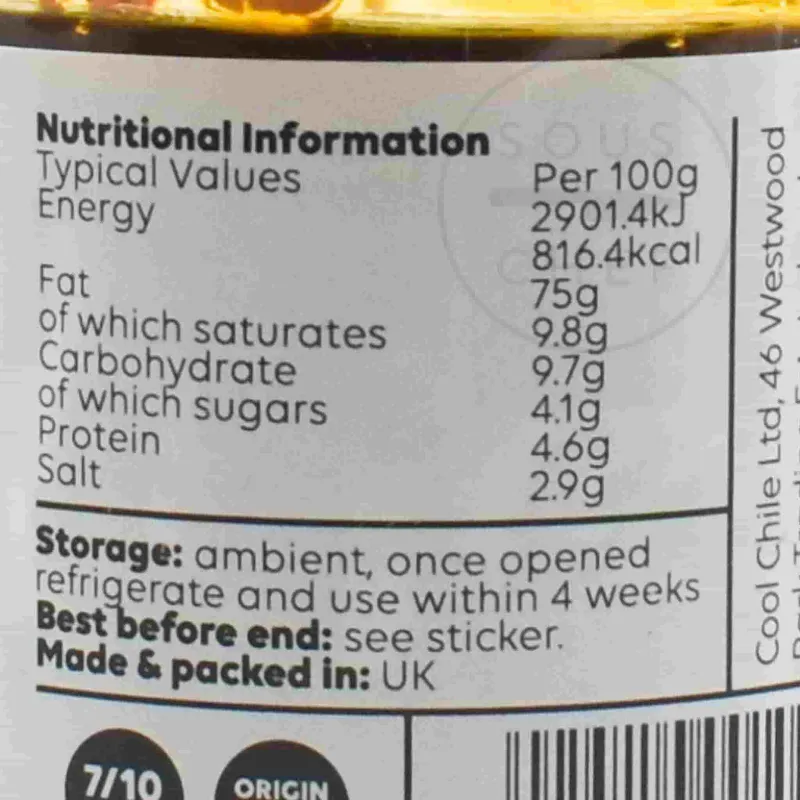 Nutritional Information
Typical Values Per 100g
Energy 2901.4kJ
816.4kcal
Fat 75g
of which saturates 9.8g
Carbohydrate 9.7g
of which sugars 4.1g
Protein 4.6g
Salt 2.9g
Storage: ambient, once opened
refrigerate and use within 4 weeks
Best before end: see sticker.
Made & packed in: UK
Cool Chile Ltd, 46 Westwood
7/10
ORIGIN
SOUS
CHEF